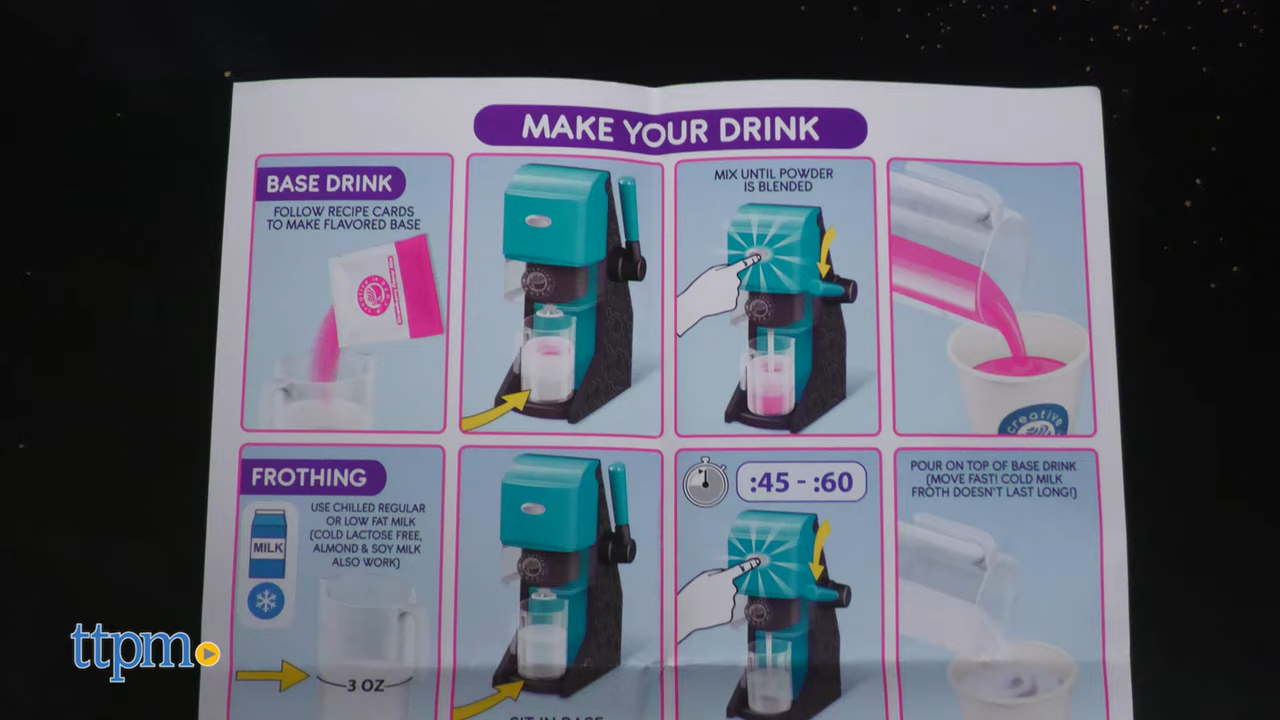 MAKE YOUR DRINK
BASE DRINK
FOLLOW RECIPE CARDS
TO MAKE FLAVORED BASE
MIX UNTIL POWDER
IS BLENDED
creative
FROTHING
USE CHILLED REGULAR
OR LOW FAT MILK
(COLD LACTOSE FREE,
ALMOND & SOY MILK
ALSO WORK)
MILK
3 OZ
:45 - :60
POUR ON TOP OF BASE DRINK
(MOVE FAST! COLD MILK
FROTH DOESN'T LAST LONG!)
ttpm